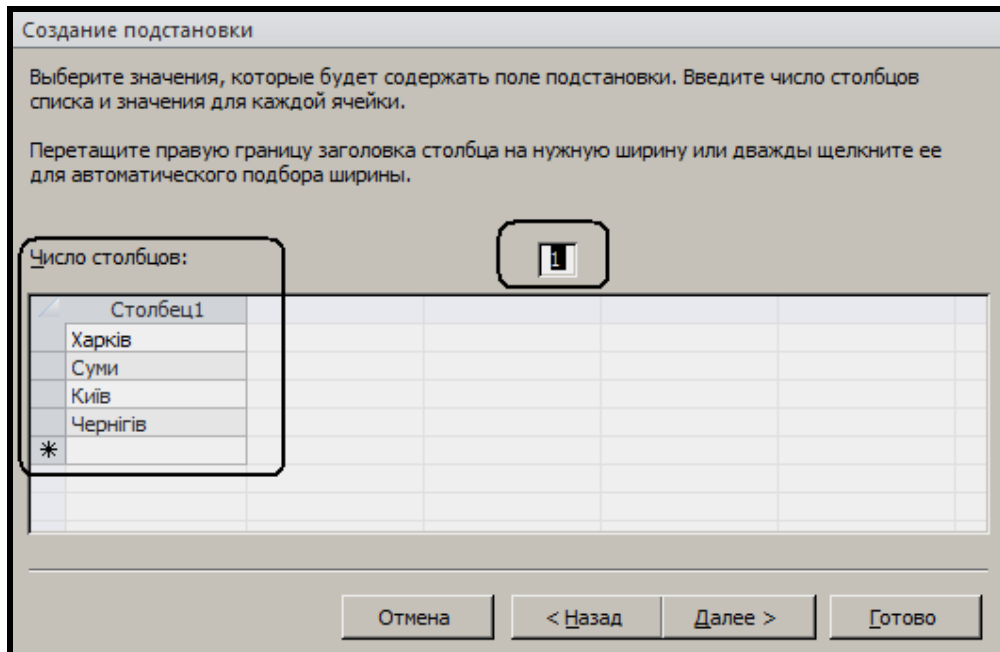 Создание подстановки
Выберите значения, которые будет содержать поле подстановки. Введите число столбцов
списка и значения для каждой ячейки.
Перетащите правую границу заголовка столбца на нужную ширину или дважды щелкните ее
для автоматического подбора ширины.
Число столбцов: 1
Столбец1
Харків
Суми
Київ
Чернігів
*
Отмена < Назад Далее > Готово